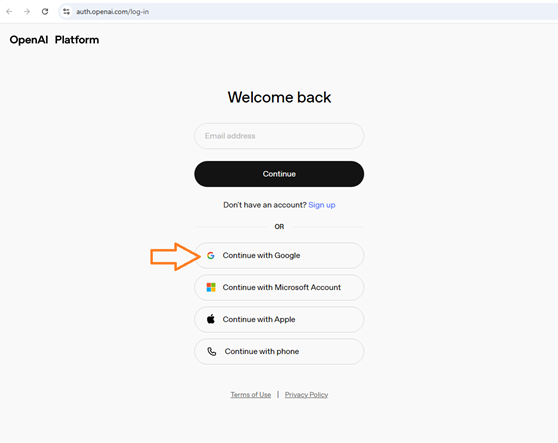 auth.openai.com/log-in
OpenAI Platform
Welcome back
Email address
Continue
Don't have an account? Sign up
OR
Continue with Google
Continue with Microsoft Account
Continue with Apple
Continue with phone
Terms of Use | Privacy Policy